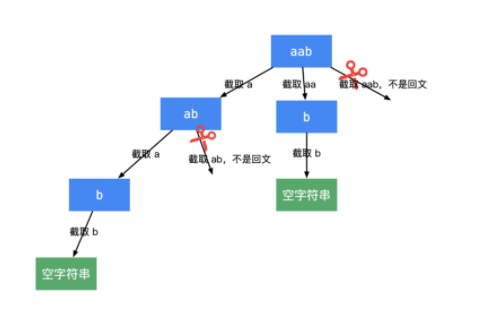 aab
截取 a
截取 aa
截取 aab，不是回文
ab
b
截取 a
截取 ab，不是回文
截取 b
b
空字符串
截取 b
空字符串